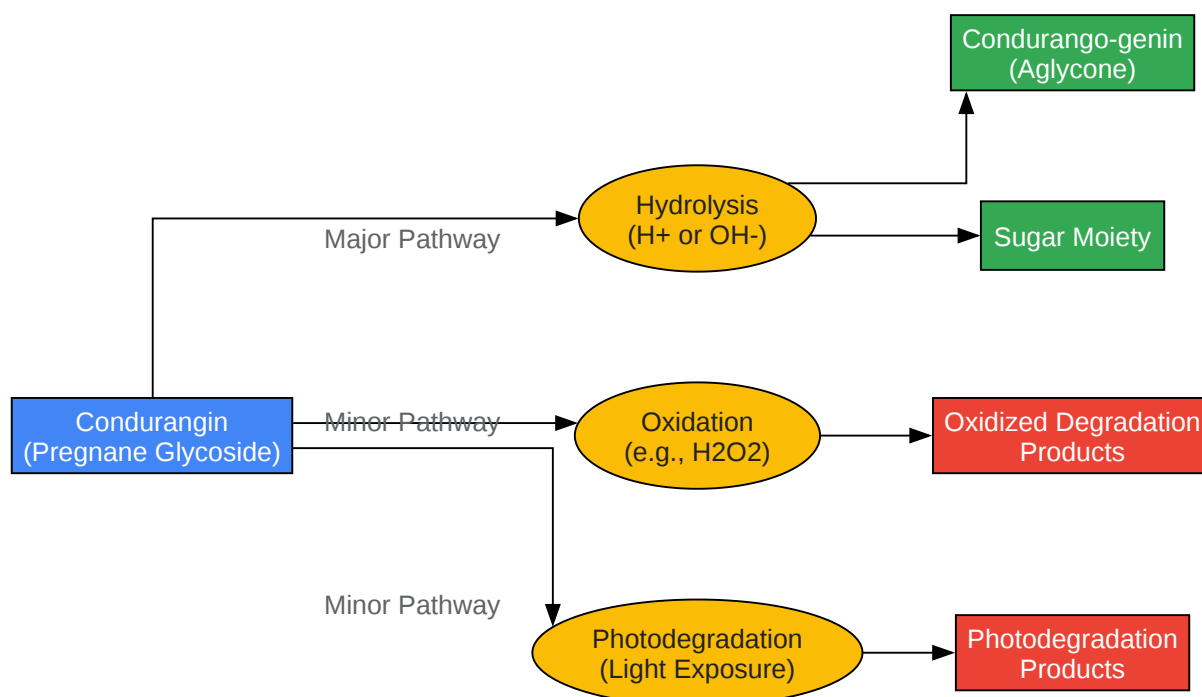 Condurango-genin
(Aglycone)
Hydrolysis
(H+ or OH-)
Major Pathway
Sugar Moiety
Condurangin
(Pregnane Glycoside)
Minor Pathway
Oxidation
(e.g., H2O2)
Oxidized Degradation
Products
Minor Pathway
Photodegradation
(Light Exposure)
Photodegradation
Products